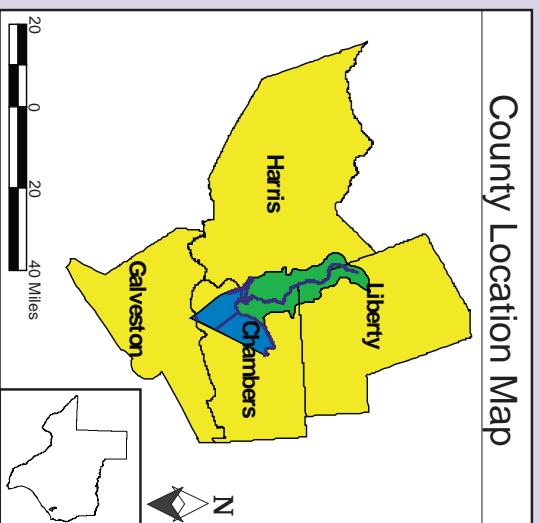 County Location Map
Liberty
Harris
Chambers
Galveston
N
20 0 20 40 Miles